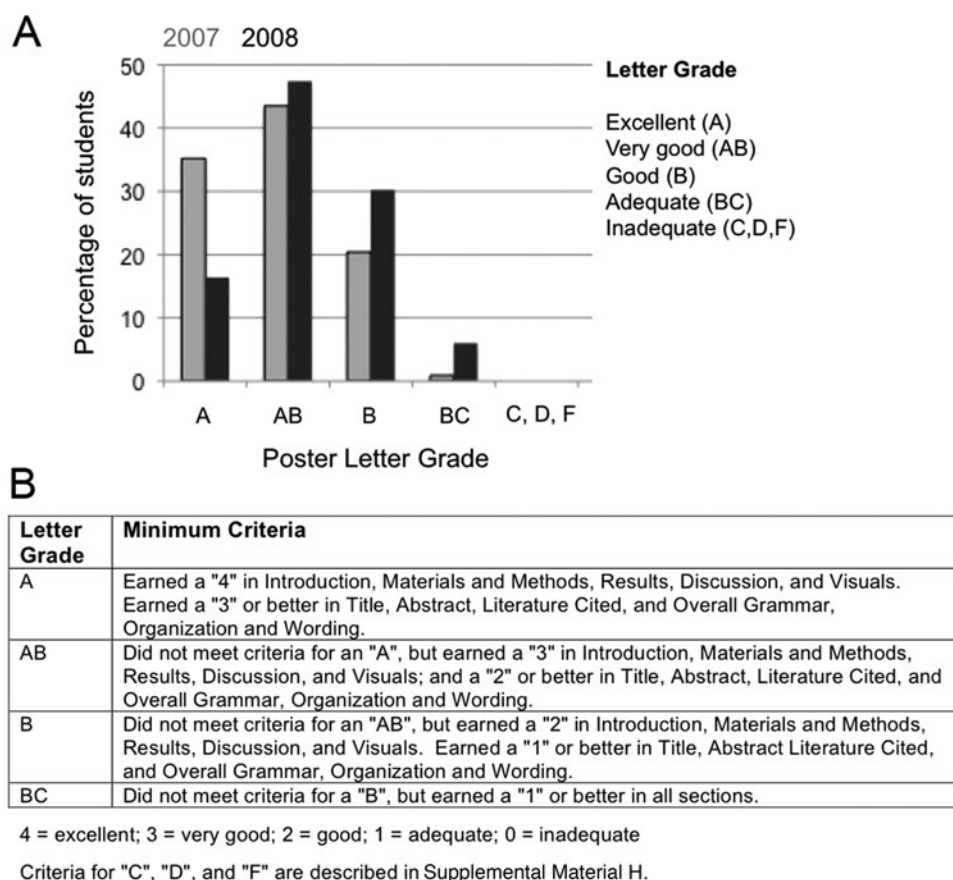 A
2007 2008
50
40
30
20
10
0
Percentage of students
A AB B BC C, D, F
Poster Letter Grade
Letter Grade
Excellent (A)
Very good (AB)
Good (B)
Adequate (BC)
Inadequate (C,D,F)
B
Letter Grade
Minimum Criteria
A
Earned a "4" in Introduction, Materials and Methods, Results, Discussion, and Visuals.
Earned a "3" or better in Title, Abstract, Literature Cited, and Overall Grammar,
Organization and Wording.
AB
Did not meet criteria for an "A", but earned a "3" in Introduction, Materials and Methods,
Results, Discussion, and Visuals; and a "2" or better in Title, Abstract, Literature Cited, and
Overall Grammar, Organization and Wording.
B
Did not meet criteria for an "AB", but earned a "2" in Introduction, Materials and Methods,
Results, Discussion, and Visuals. Earned a "1" or better in Title, Abstract Literature Cited,
and Overall Grammar, Organization and Wording.
BC
Did not meet criteria for a "B", but earned a "1" or better in all sections.
4 = excellent; 3 = very good; 2 = good; 1 = adequate; 0 = inadequate
Criteria for "C", "D", and "F" are described in Supplemental Material H.